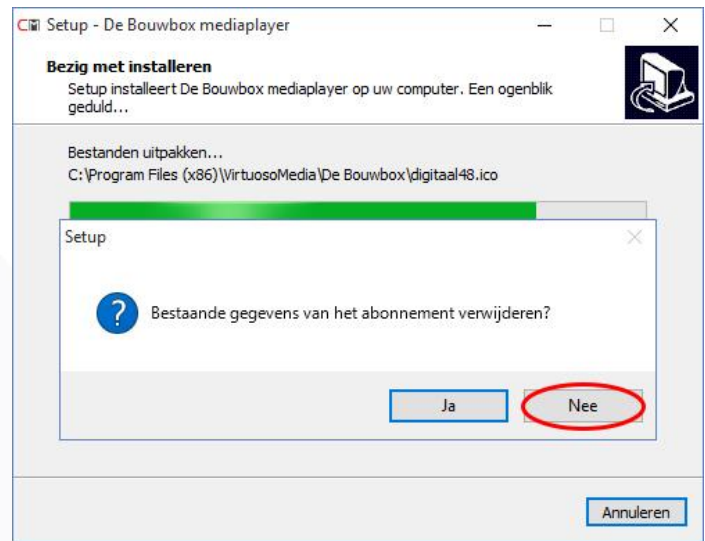 Setup - De Bouwbox mediaplayer
Bezig met installeren
Setup installeert De Bouwbox mediaplayer op uw computer. Een ogenblik
geduld...
Bestanden uitpakken...
C:\Program Files (x86)\VirtuosoMedia\De Bouwbox\digitaal48.ico
Setup
?
Bestaande gegevens van het abonnement verwijderen?
Ja
Nee
Annuleren